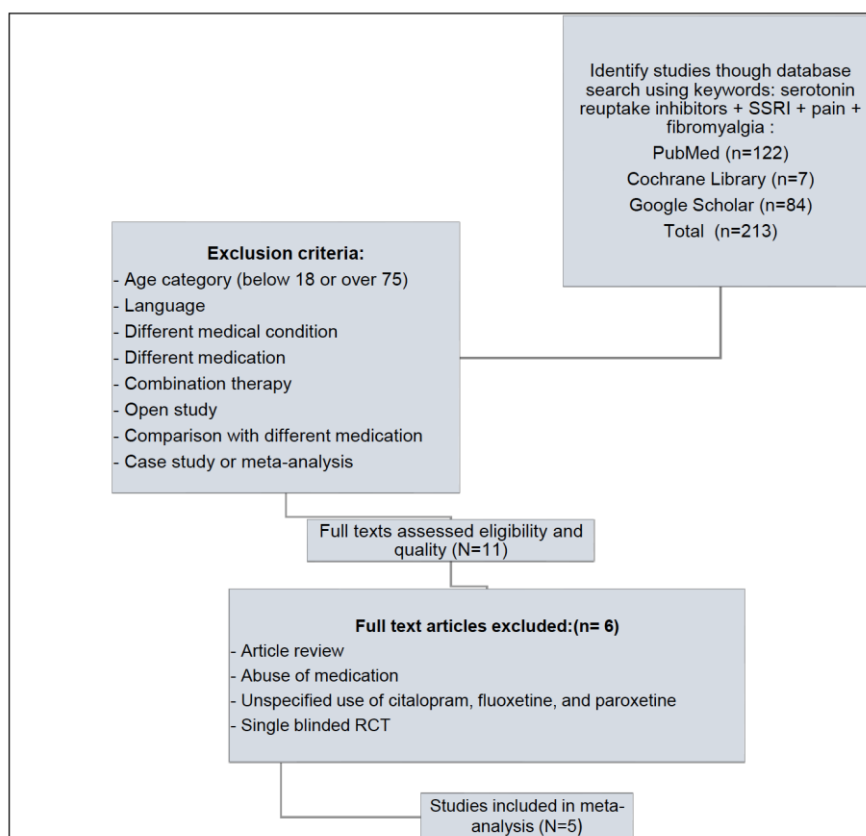 Identify studies though database
search using keywords: serotonin
reuptake inhibitors + SSRI + pain +
fibromyalgia :
PubMed (n=122)
Cochrane Library (n=7)
Google Scholar (n=84)
Total (n=213)
Exclusion criteria:
- Age category (below 18 or over 75)
- Language
- Different medical condition
- Different medication
- Combination therapy
- Open study
- Comparison with different medication
- Case study or meta-analysis
Full texts assessed eligibility and
quality (N=11)
Full text articles excluded:(n= 6)
- Article review
- Abuse of medication
- Unspecified use of citalopram, fluoxetine, and paroxetine
- Single blinded RCT
Studies included in meta-
analysis (N=5)